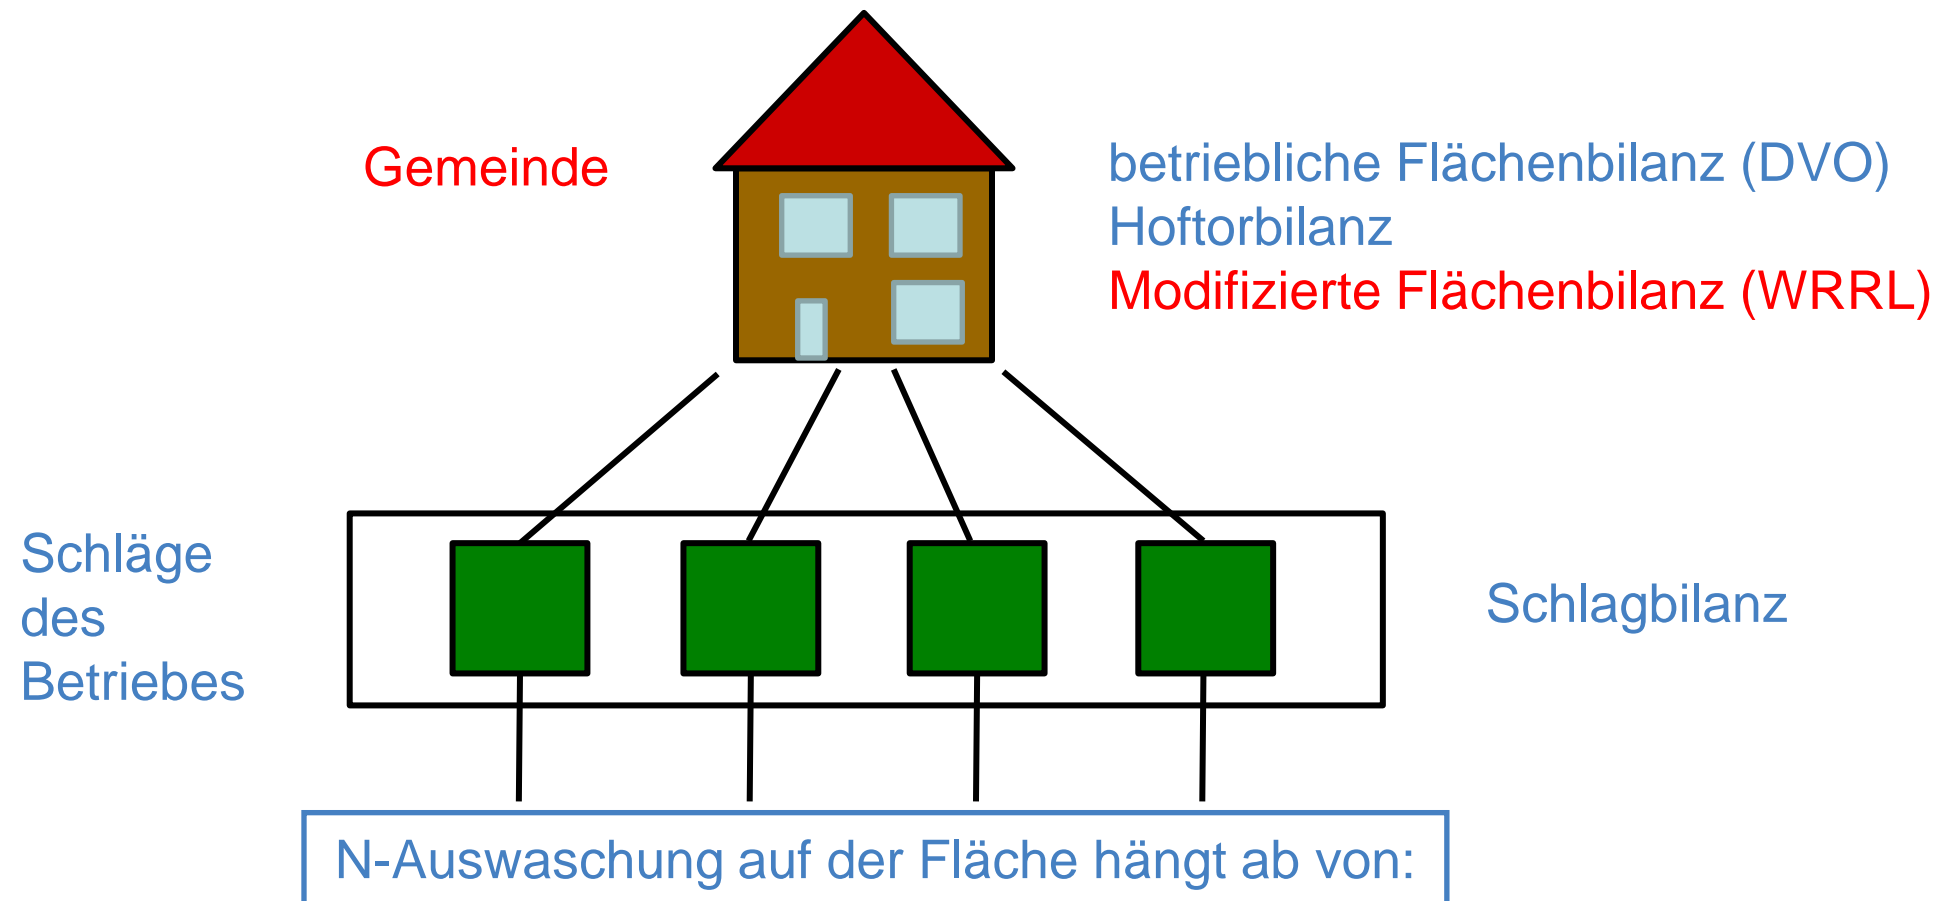 Gemeinde
betriebliche Flächenbilanz (DVO)
Hoftorbilanz
Modifizierte Flächenbilanz (WRRL)
Schläge
des
Betriebes
Schlagbilanz
N-Auswaschung auf der Fläche hängt ab von: